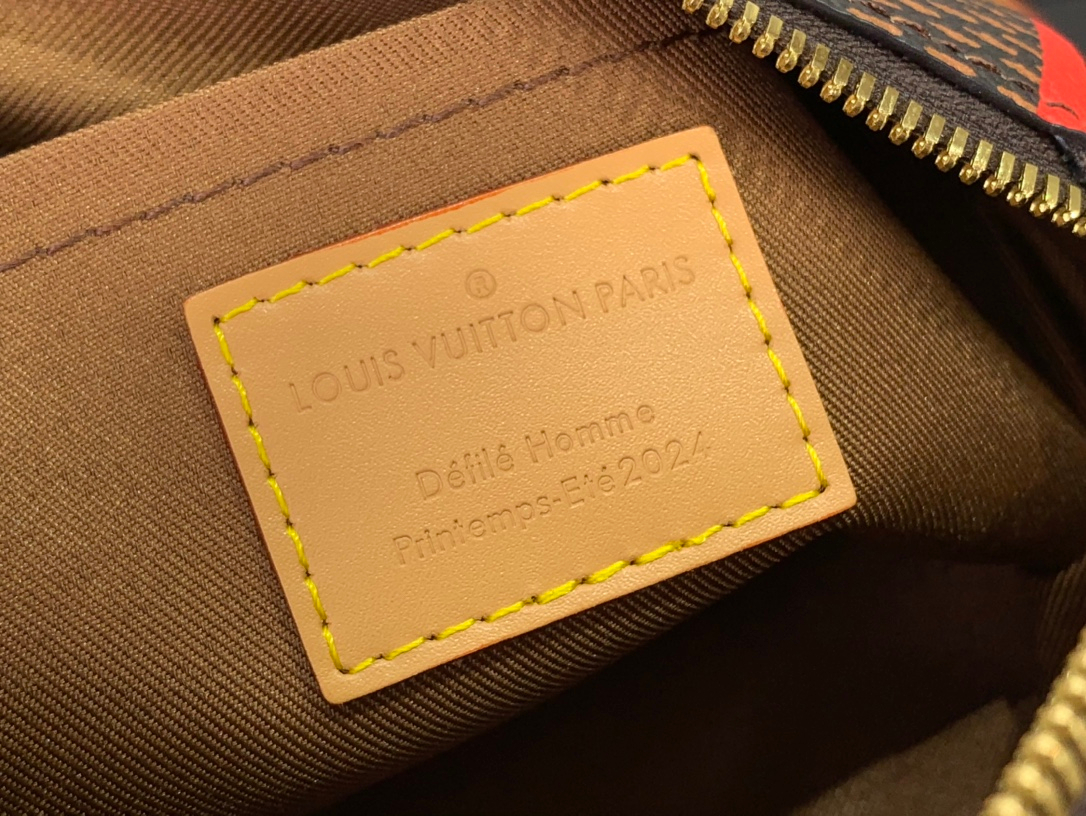 ®
LOUIS VUITTON PARIS
Défilé Homme
Printemps-Eté2024